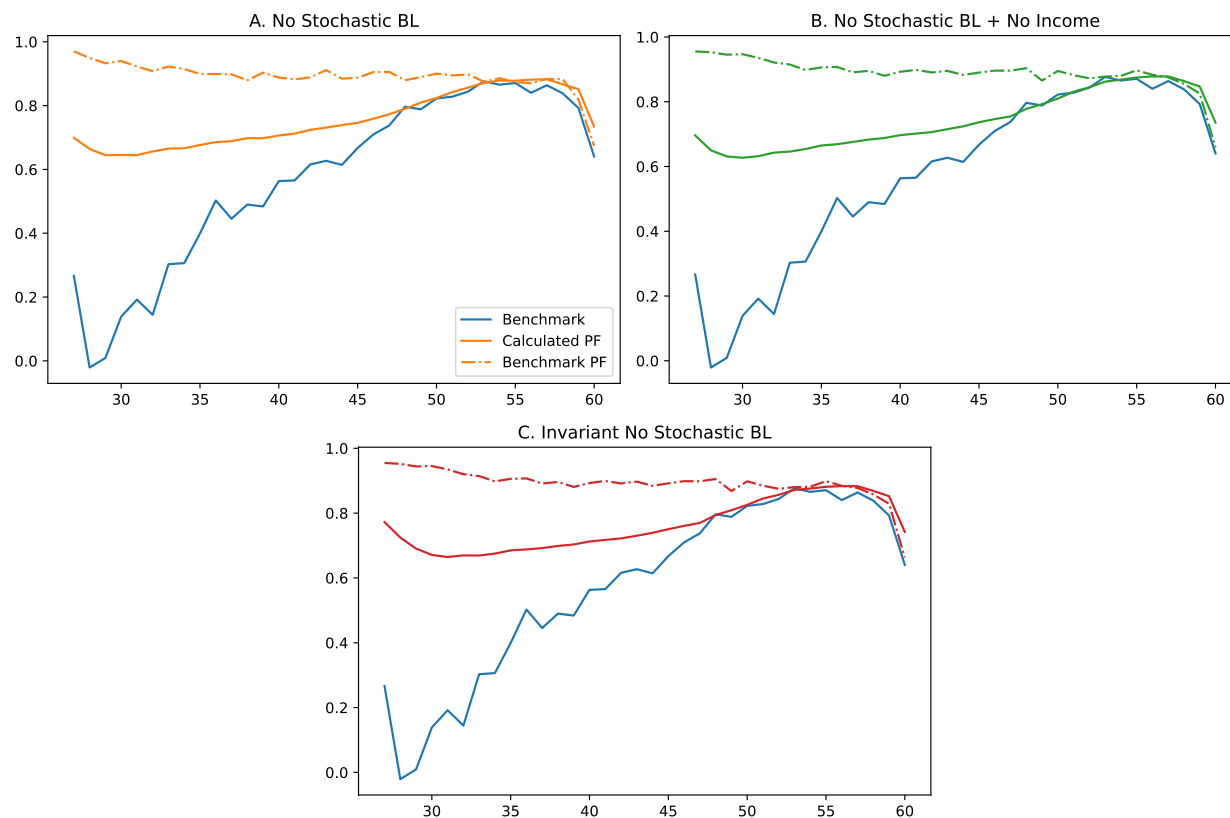 A. No Stochastic BL
1.0
0.8
0.6
0.4
0.2
0.0
30 35 40 45 50 55 60
Benchmark
Calculated PF
Benchmark PF
B. No Stochastic BL + No Income
1.0
0.8
0.6
0.4
0.2
0.0
30 35 40 45 50 55 60
C. Invariant No Stochastic BL
1.0
0.8
0.6
0.4
0.2
0.0
30 35 40 45 50 55 60